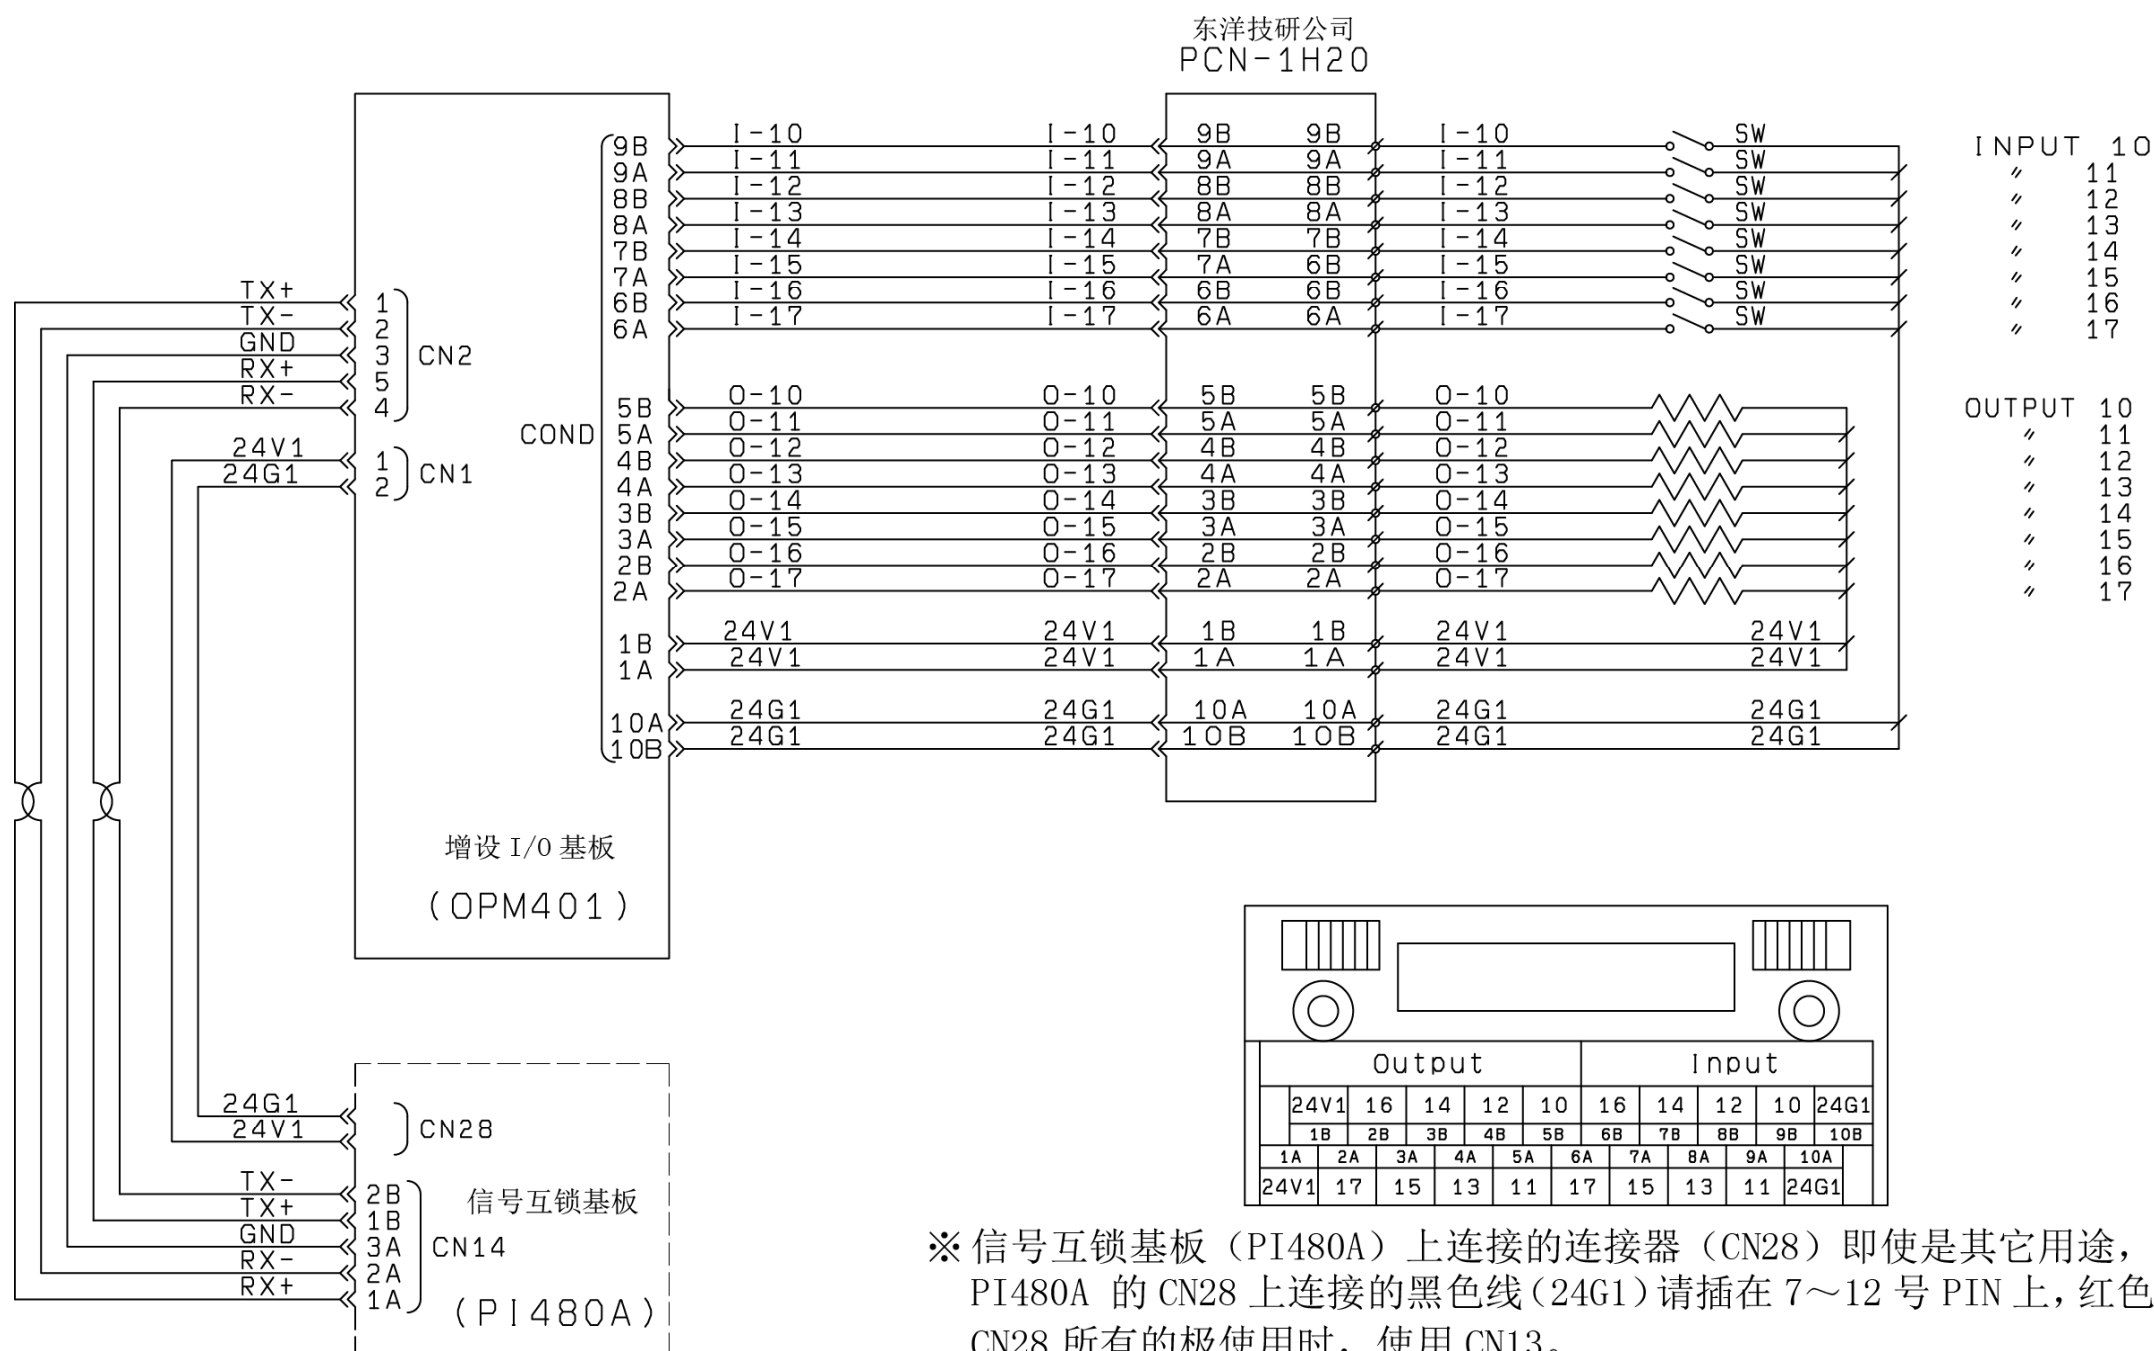 东洋技研公司
PCN-1H20
9B I-10 I-10 9B 9B I-10 SW INPUT 10
9A I-11 I-11 9A 9A I-11 SW 〃 11
8B I-12 I-12 8B 8B I-12 SW 〃 12
8A I-13 I-13 8A 8A I-13 SW 〃 13
7B I-14 I-14 7B 7B I-14 SW 〃 14
7A I-15 I-15 7A 6B I-15 SW 〃 15
6B I-16 I-16 6B 6B I-16 SW 〃 16
6A I-17 I-17 6A 6A I-17 SW 〃 17
TX+ 1
TX- 2
GND 3 CN2
RX+ 5
RX- 4
24V1 1
24G1 2 CN1
COND
5B O-10 O-10 5B 5B O-10 OUTPUT 10
5A O-11 O-11 5A 5A O-11 〃 11
4B O-12 O-12 4B 4B O-12 〃 12
4A O-13 O-13 4A 4A O-13 〃 13
3B O-14 O-14 3B 3B O-14 〃 14
3A O-15 O-15 3A 3A O-15 〃 15
2B O-16 O-16 2B 2B O-16 〃 16
2A O-17 O-17 2A 2A O-17 〃 17
1B 24V1 24V1 1B 1B 24V1 24V1
1A 24V1 24V1 1A 1A 24V1 24V1
10A 24G1 24G1 10A 10A 24G1 24G1
10B 24G1 24G1 10B 10B 24G1 24G1
增设 I/O 基板
(OPM401)
24G1
24V1 CN28
TX- 2B
TX+ 1B
GND 3A CN14
RX- 2A
RX+ 1A
信号互锁基板
(PI480A)
Output Input
24V1 16 14 12 10 16 14 12 10 24G1
1B 2B 3B 4B 5B 6B 7B 8B 9B 10B
1A 2A 3A 4A 5A 6A 7A 8A 9A 10A
24V1 17 15 13 11 17 15 13 11 24G1
※信号互锁基板（PI480A）上连接的连接器（CN28）即使是其它用途，
PI480A 的 CN28 上连接的黑色线(24G1)请插在 7～12 号 PIN 上，红色
CN28 所有的极使用时，使用 CN13。